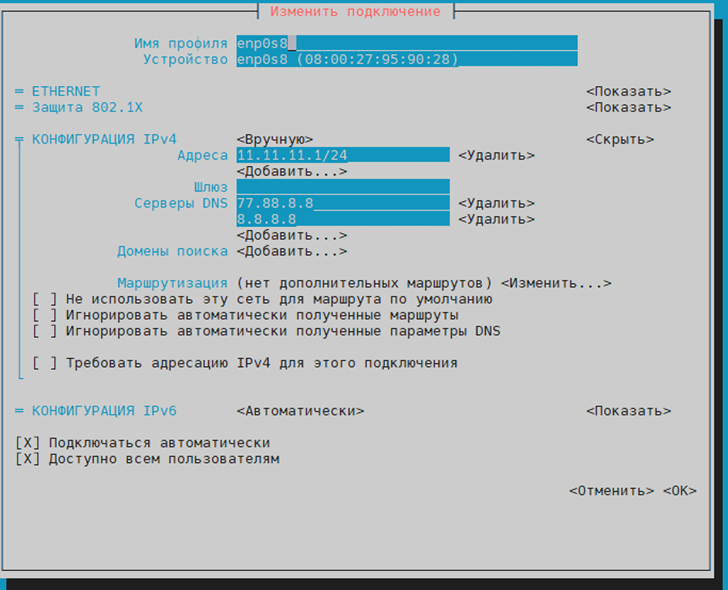 Изменить подключение
Имя профиля enp0s8
Устройство enp0s8 (08:00:27:95:90:28)
= ETHERNET <Показать>
= Защита 802.1X <Показать>
КОНФИГУРАЦИЯ IPv4 <Вручную> <Скрыть>
Адреса 11.11.11.1/24 <Удалить>
<Добавить...>
Шлюз
Серверы DNS 77.88.8.8 <Удалить>
8.8.8.8 <Удалить>
<Добавить...>
Домены поиска <Добавить...>
Маршрутизация (нет дополнительных маршрутов) <Изменить...>
[ ] Не использовать эту сеть для маршрута по умолчанию
[ ] Игнорировать автоматически полученные маршруты
[ ] Игнорировать автоматически полученные параметры DNS
[ ] Требовать адресацию IPv4 для этого подключения
= КОНФИГУРАЦИЯ IPv6 <Автоматически> <Показать>
[X] Подключаться автоматически
[X] Доступно всем пользователям
<Отменить> <OK>